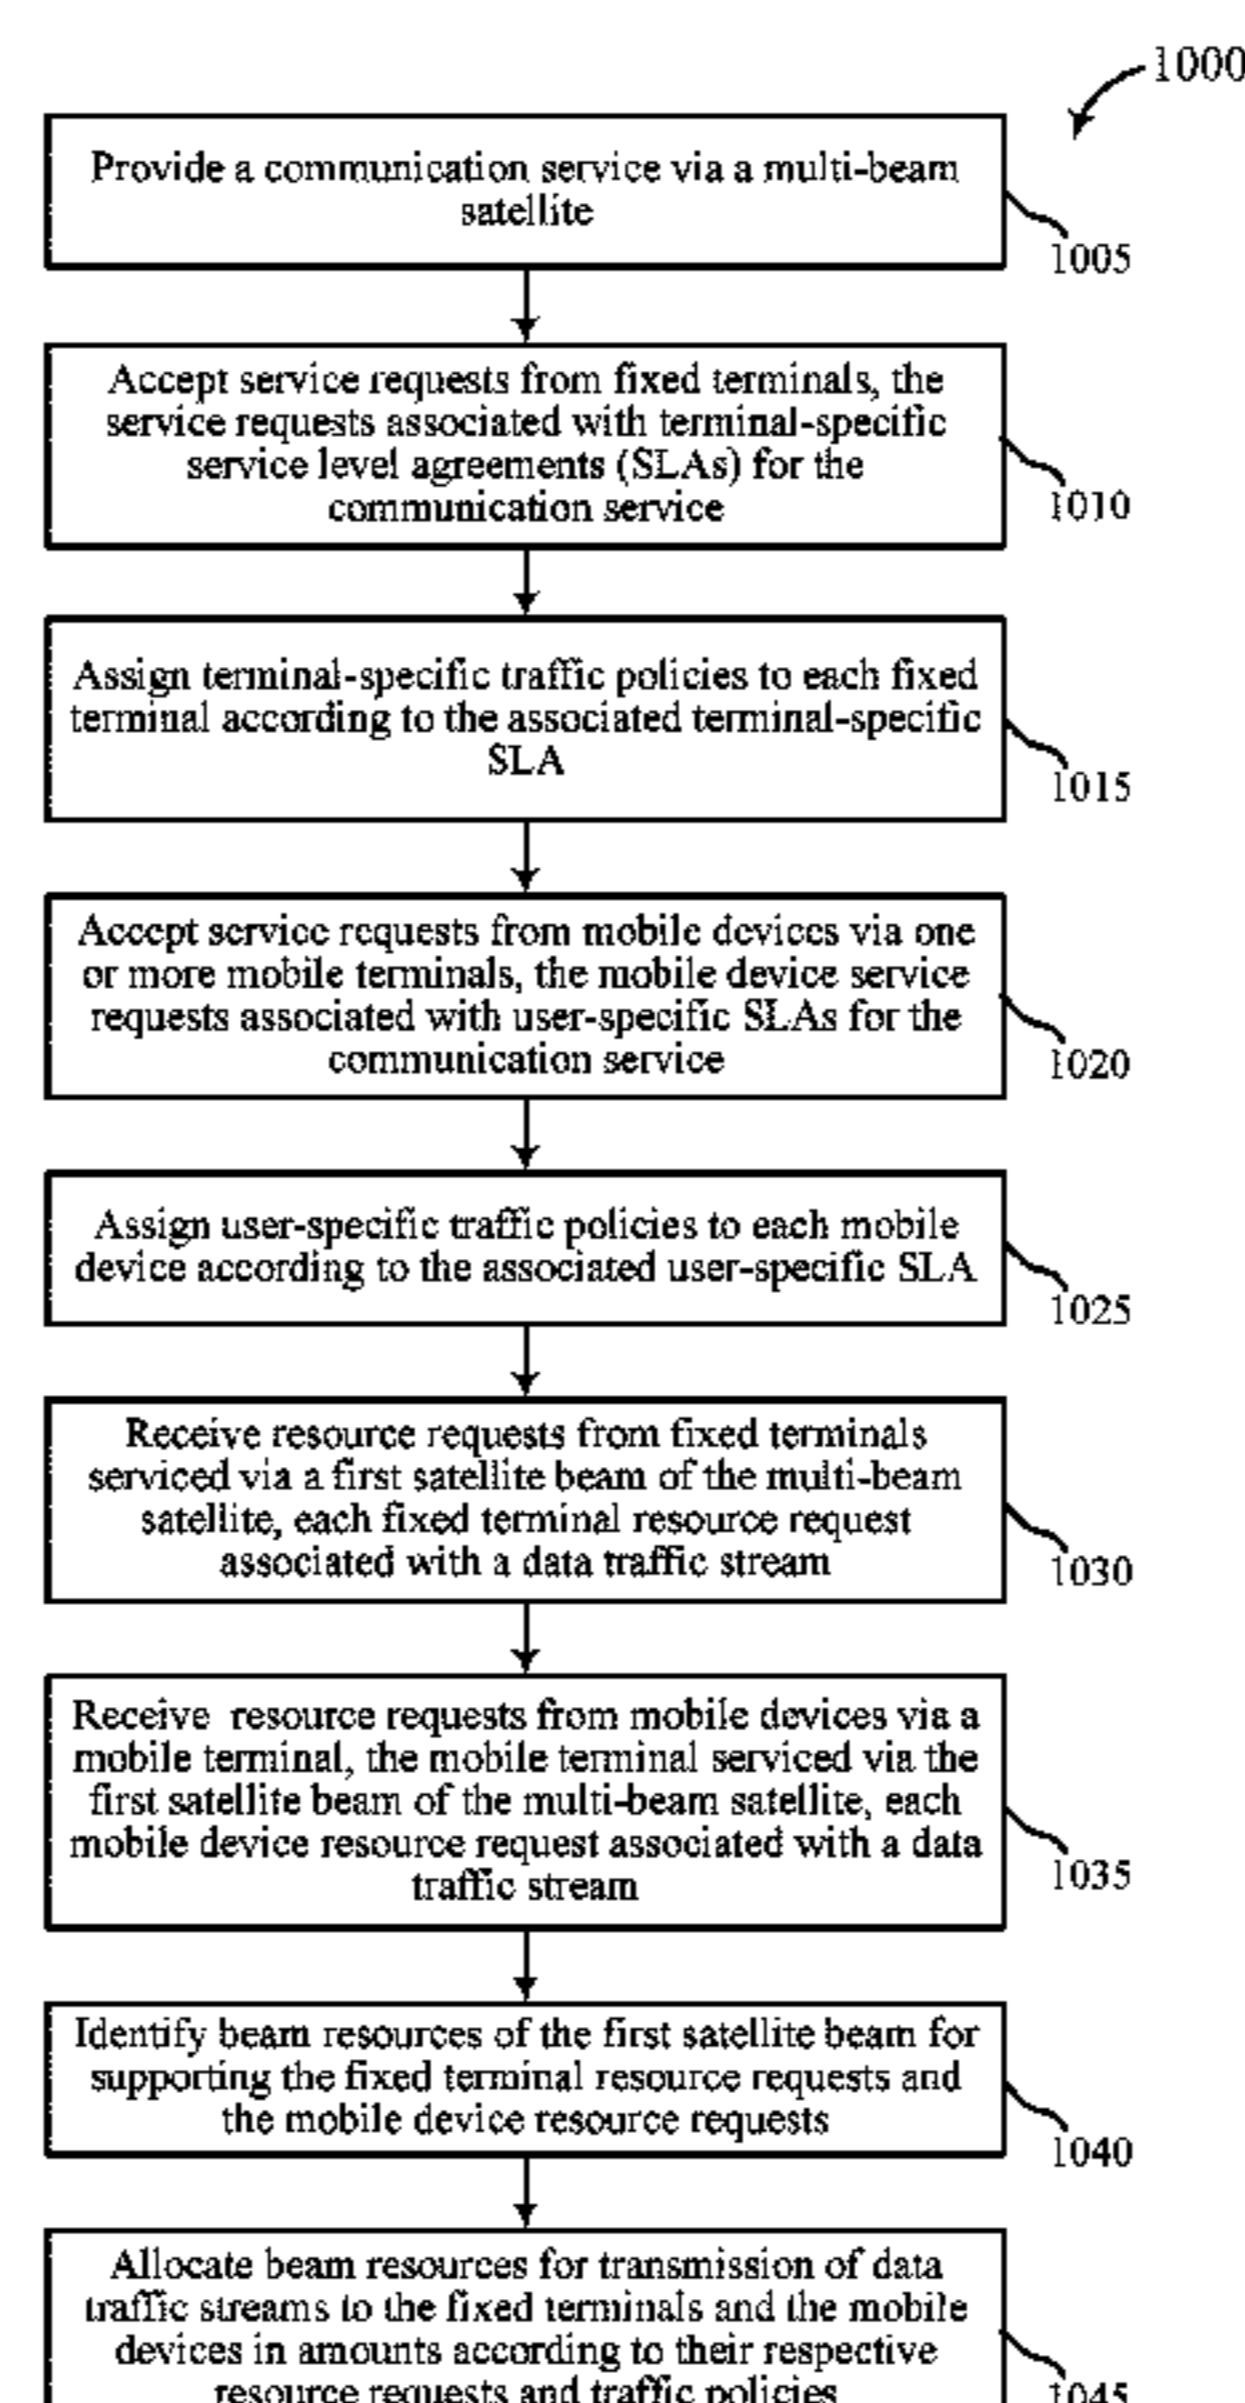 1000
Provide a communication service via a multi-beam
satellite
1005
Accept service requests from fixed terminals, the
service requests associated with terminal-specific
service level agreements (SLAs) for the
communication service
1010
Assign terminal-specific traffic policies to each fixed
terminal according to the associated terminal-specific
SLA
1015
Accept service requests from mobile devices via one
or more mobile terminals, the mobile device service
requests associated with user-specific SLAs for the
communication service
1020
Assign user-specific traffic policies to each mobile
device according to the associated user-specific SLA
1025
Receive resource requests from fixed terminals
serviced via a first satellite beam of the multi-beam
satellite, each fixed terminal resource request
associated with a data traffic stream
1030
Receive resource requests from mobile devices via a
mobile terminal, the mobile terminal serviced via the
first satellite beam of the multi-beam satellite, each
mobile device resource request associated with a data
traffic stream
1035
Identify beam resources of the first satellite beam for
supporting the fixed terminal resource requests and
the mobile device resource requests
1040
Allocate beam resources for transmission of data
traffic streams to the fixed terminals and the mobile
devices in amounts according to their respective
resource requests and traffic policies
1045